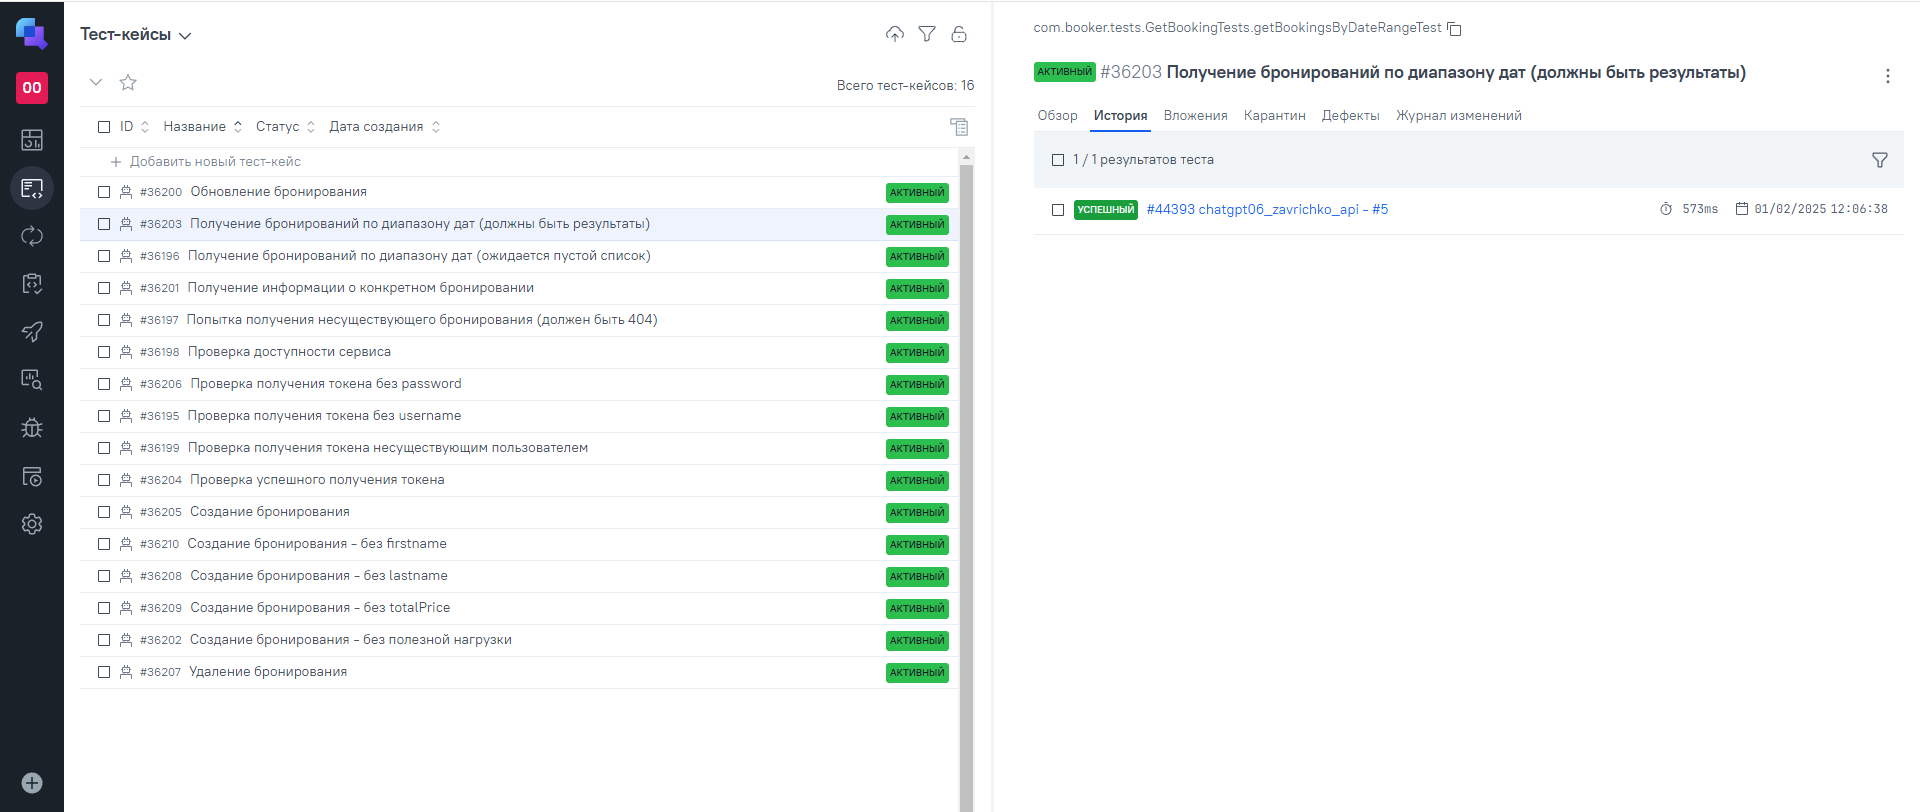 Тест-кейсы
Всего тест-кейсов: 16
ID Название Статус Дата создания
Добавить новый тест-кейс
#36200 Обновление бронирования АКТИВНЫЙ
#36203 Получение бронирований по диапазону дат (должны быть результаты) АКТИВНЫЙ
#36196 Получение бронирований по диапазону дат (ожидается пустой список) АКТИВНЫЙ
#36201 Получение информации о конкретном бронировании АКТИВНЫЙ
#36197 Попытка получения несуществующего бронирования (должен быть 404) АКТИВНЫЙ
#36198 Проверка доступности сервиса АКТИВНЫЙ
#36206 Проверка получения токена без password АКТИВНЫЙ
#36195 Проверка получения токена без username АКТИВНЫЙ
#36199 Проверка получения токена несуществующим пользователем АКТИВНЫЙ
#36204 Проверка успешного получения токена АКТИВНЫЙ
#36205 Создание бронирования АКТИВНЫЙ
#36210 Создание бронирования - без firstname АКТИВНЫЙ
#36208 Создание бронирования - без lastname АКТИВНЫЙ
#36209 Создание бронирования - без totalPrice АКТИВНЫЙ
#36202 Создание бронирования - без полезной нагрузки АКТИВНЫЙ
#36207 Удаление бронирования АКТИВНЫЙ
com.booker.tests.GetBookingTests.getBookingsByDateRangeTest
АКТИВНЫЙ #36203 Получение бронирований по диапазону дат (должны быть результаты)
Обзор История Вложения Карантин Дефекты Журнал изменений
1 / 1 результатов теста
УСПЕШНЫЙ #44393 chatgpt06_zavrichko_api - #5 573ms 01/02/2025 12:06:38
00